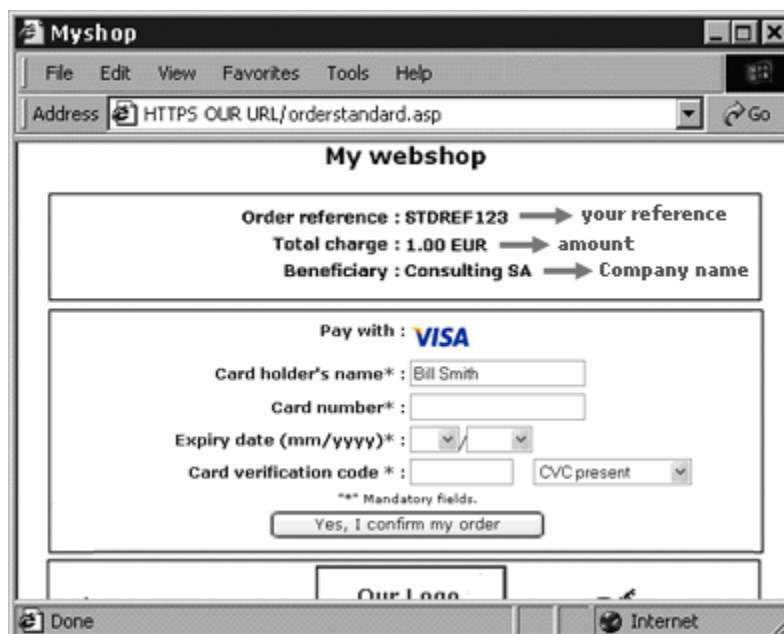 Myshop
File Edit View Favorites Tools Help
Address HTTPS OUR URL/orderstandard.asp Go
My webshop
Order reference : STDREF123 your reference
Total charge : 1.00 EUR amount
Beneficiary : Consulting SA Company name
Pay with : VISA
Card holder's name* : Bill Smith
Card number* :
Expiry date (mm/yyyy)* : /
Card verification code * : CVC present
"*" Mandatory fields.
Yes, I confirm my order
Our Logo
Done Internet